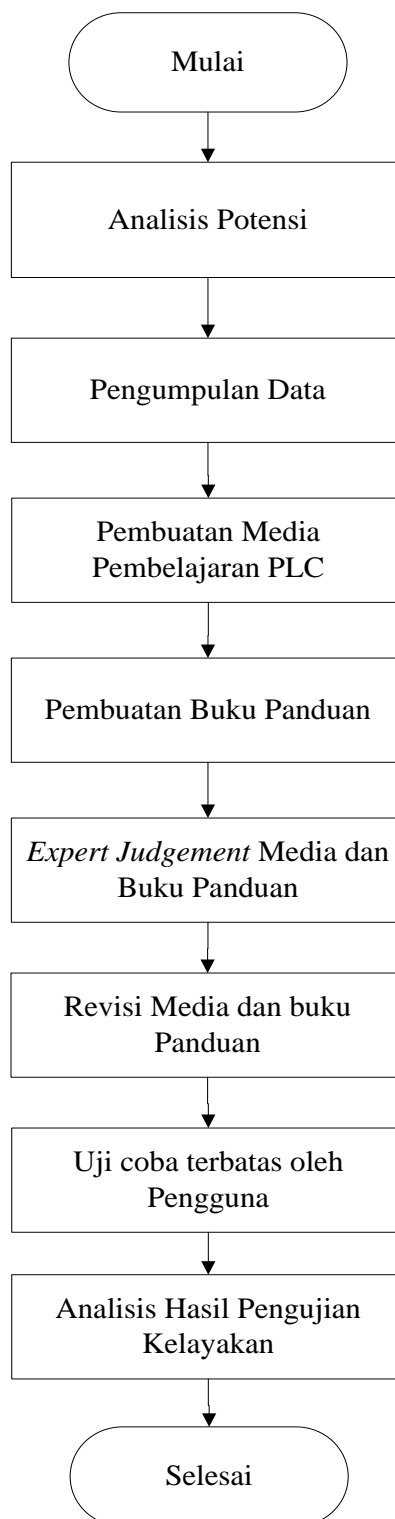 Mulai
Analisis Potensi
Pengumpulan Data
Pembuatan Media
Pembelajaran PLC
Pembuatan Buku Panduan
Expert Judgement Media dan
Buku Panduan
Revisi Media dan buku
Panduan
Uji coba terbatas oleh
Pengguna
Analisis Hasil Pengujian
Kelayakan
Selesai